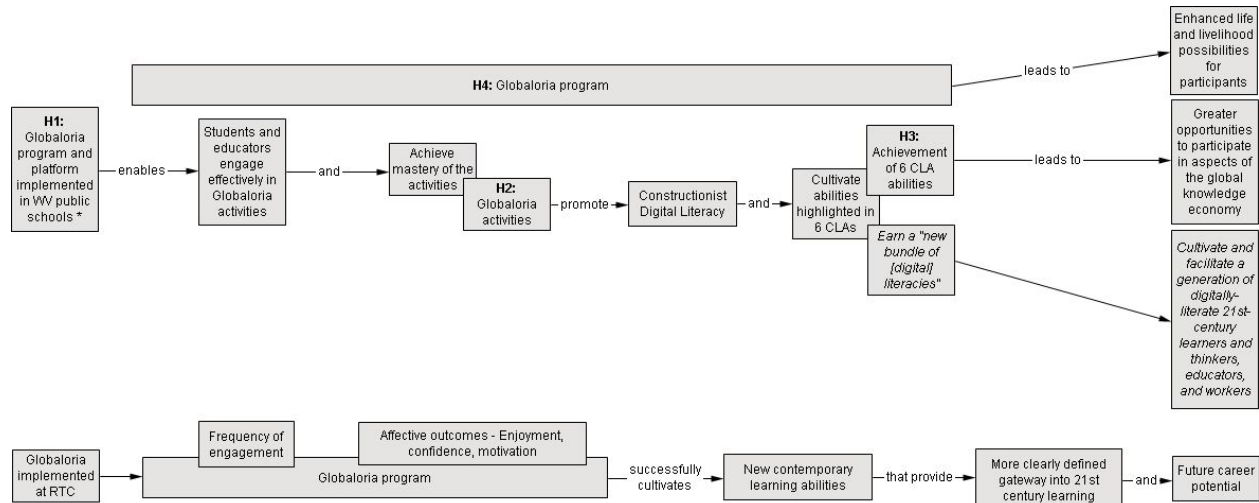 Enhanced life
and livelihood
possibilities
for
participants
leads to
H4: Globaloria program
H1:
Globaloria
program and
platform
implemented
in WV public
schools *
enables
Students and
educators
engage
effectively in
Globaloria
activities
and
Achieve
mastery of the
activities
H2:
Globaloria
activities
promote
Constructionist
Digital Literacy
and
Cultivate
abilities
highlighted in
6 CLAs
H3:
Achievement
of 6 CLA
abilities
Earn a "new
bundle of
[digital]
literacies"
leads to
Greater
opportunities
to participate
in aspects of
the global
knowledge
economy
Cultivate and
facilitate a
generation of
digitally-
literate 21st-
century
learners and
thinkers,
educators,
and workers
Globaloria
implemented
at RTC
Frequency of
engagement
Affective outcomes - Enjoyment,
confidence, motivation
Globaloria program
successfully
cultivates
New contemporary
learning abilities
that provide
More clearly defined
gateway into 21st
century learning
and
Future career
potential